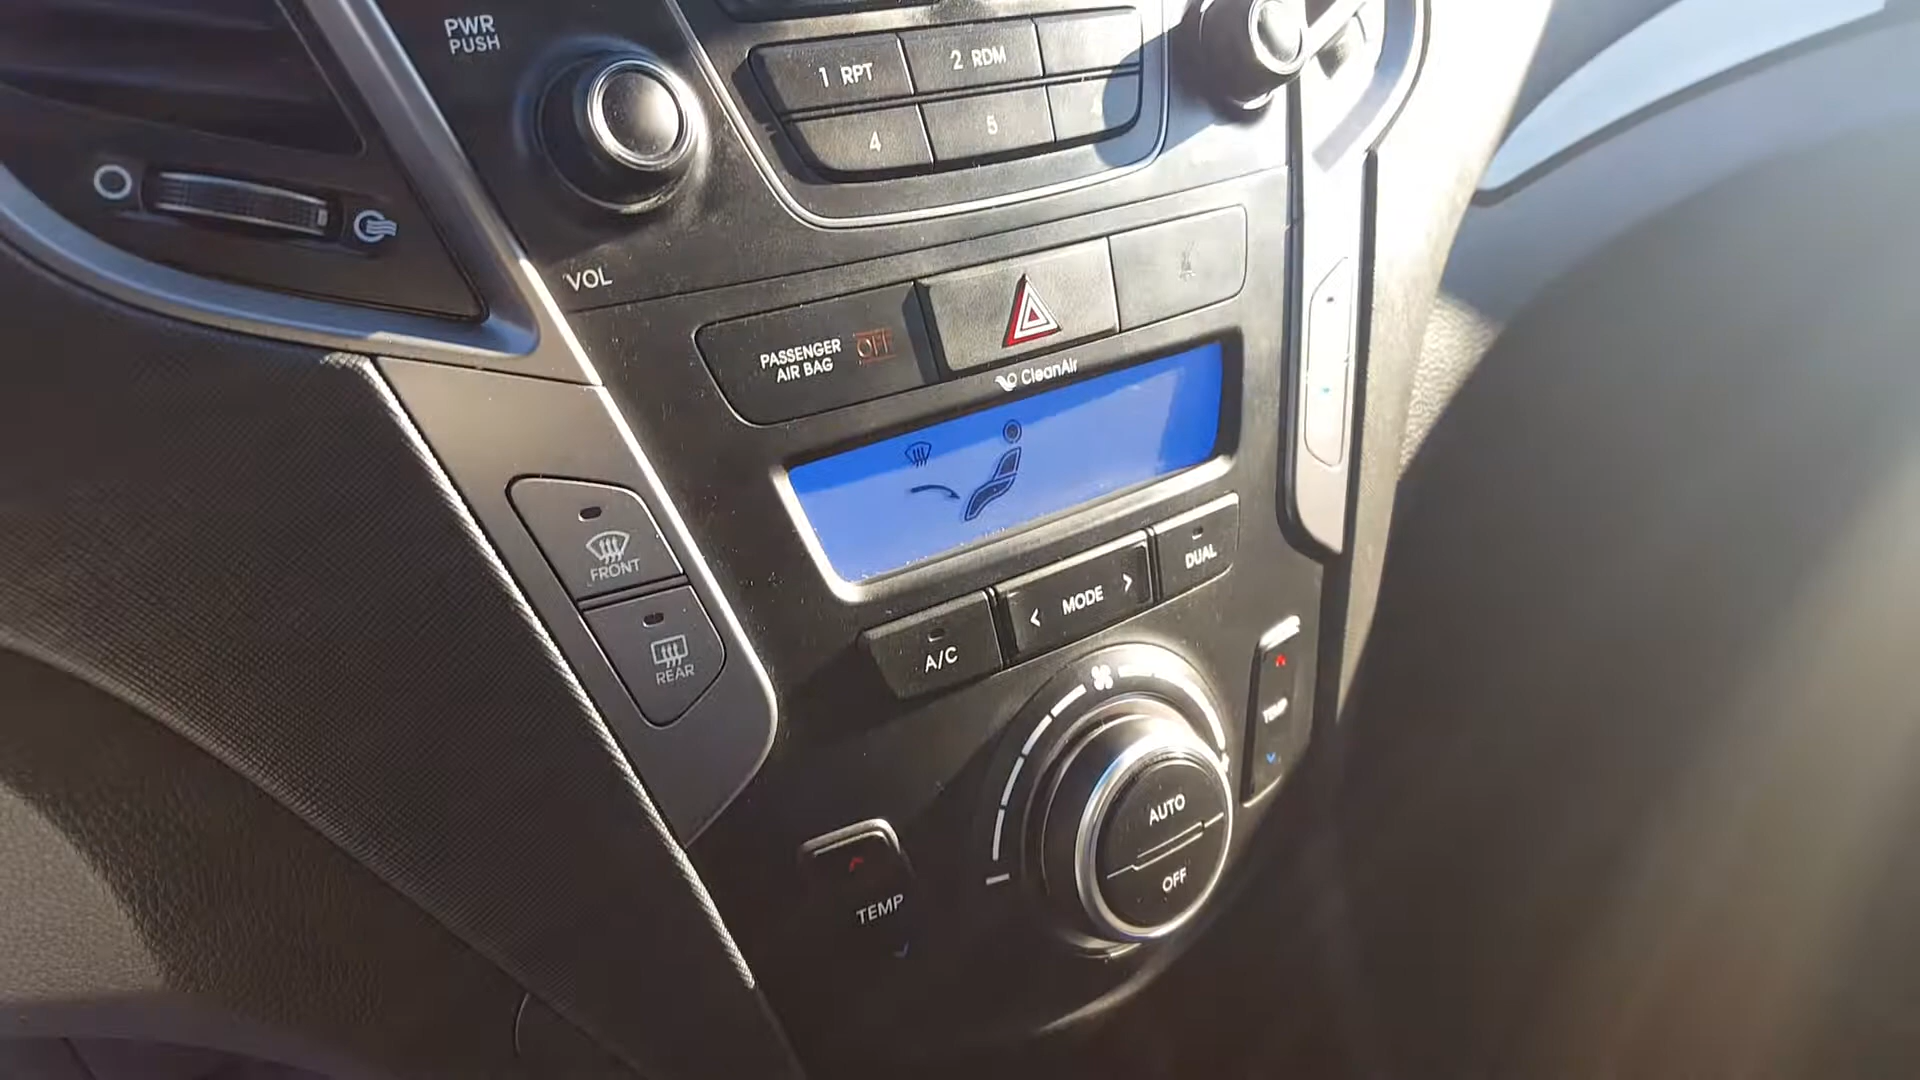 PWR
PUSH
1 RPT
2 RDM
4
5
VOL
PASSENGER
AIR BAG
OFF
CleanAir
FRONT
REAR
A/C
< MODE >
DUAL
TEMP
AUTO
OFF
TEMP